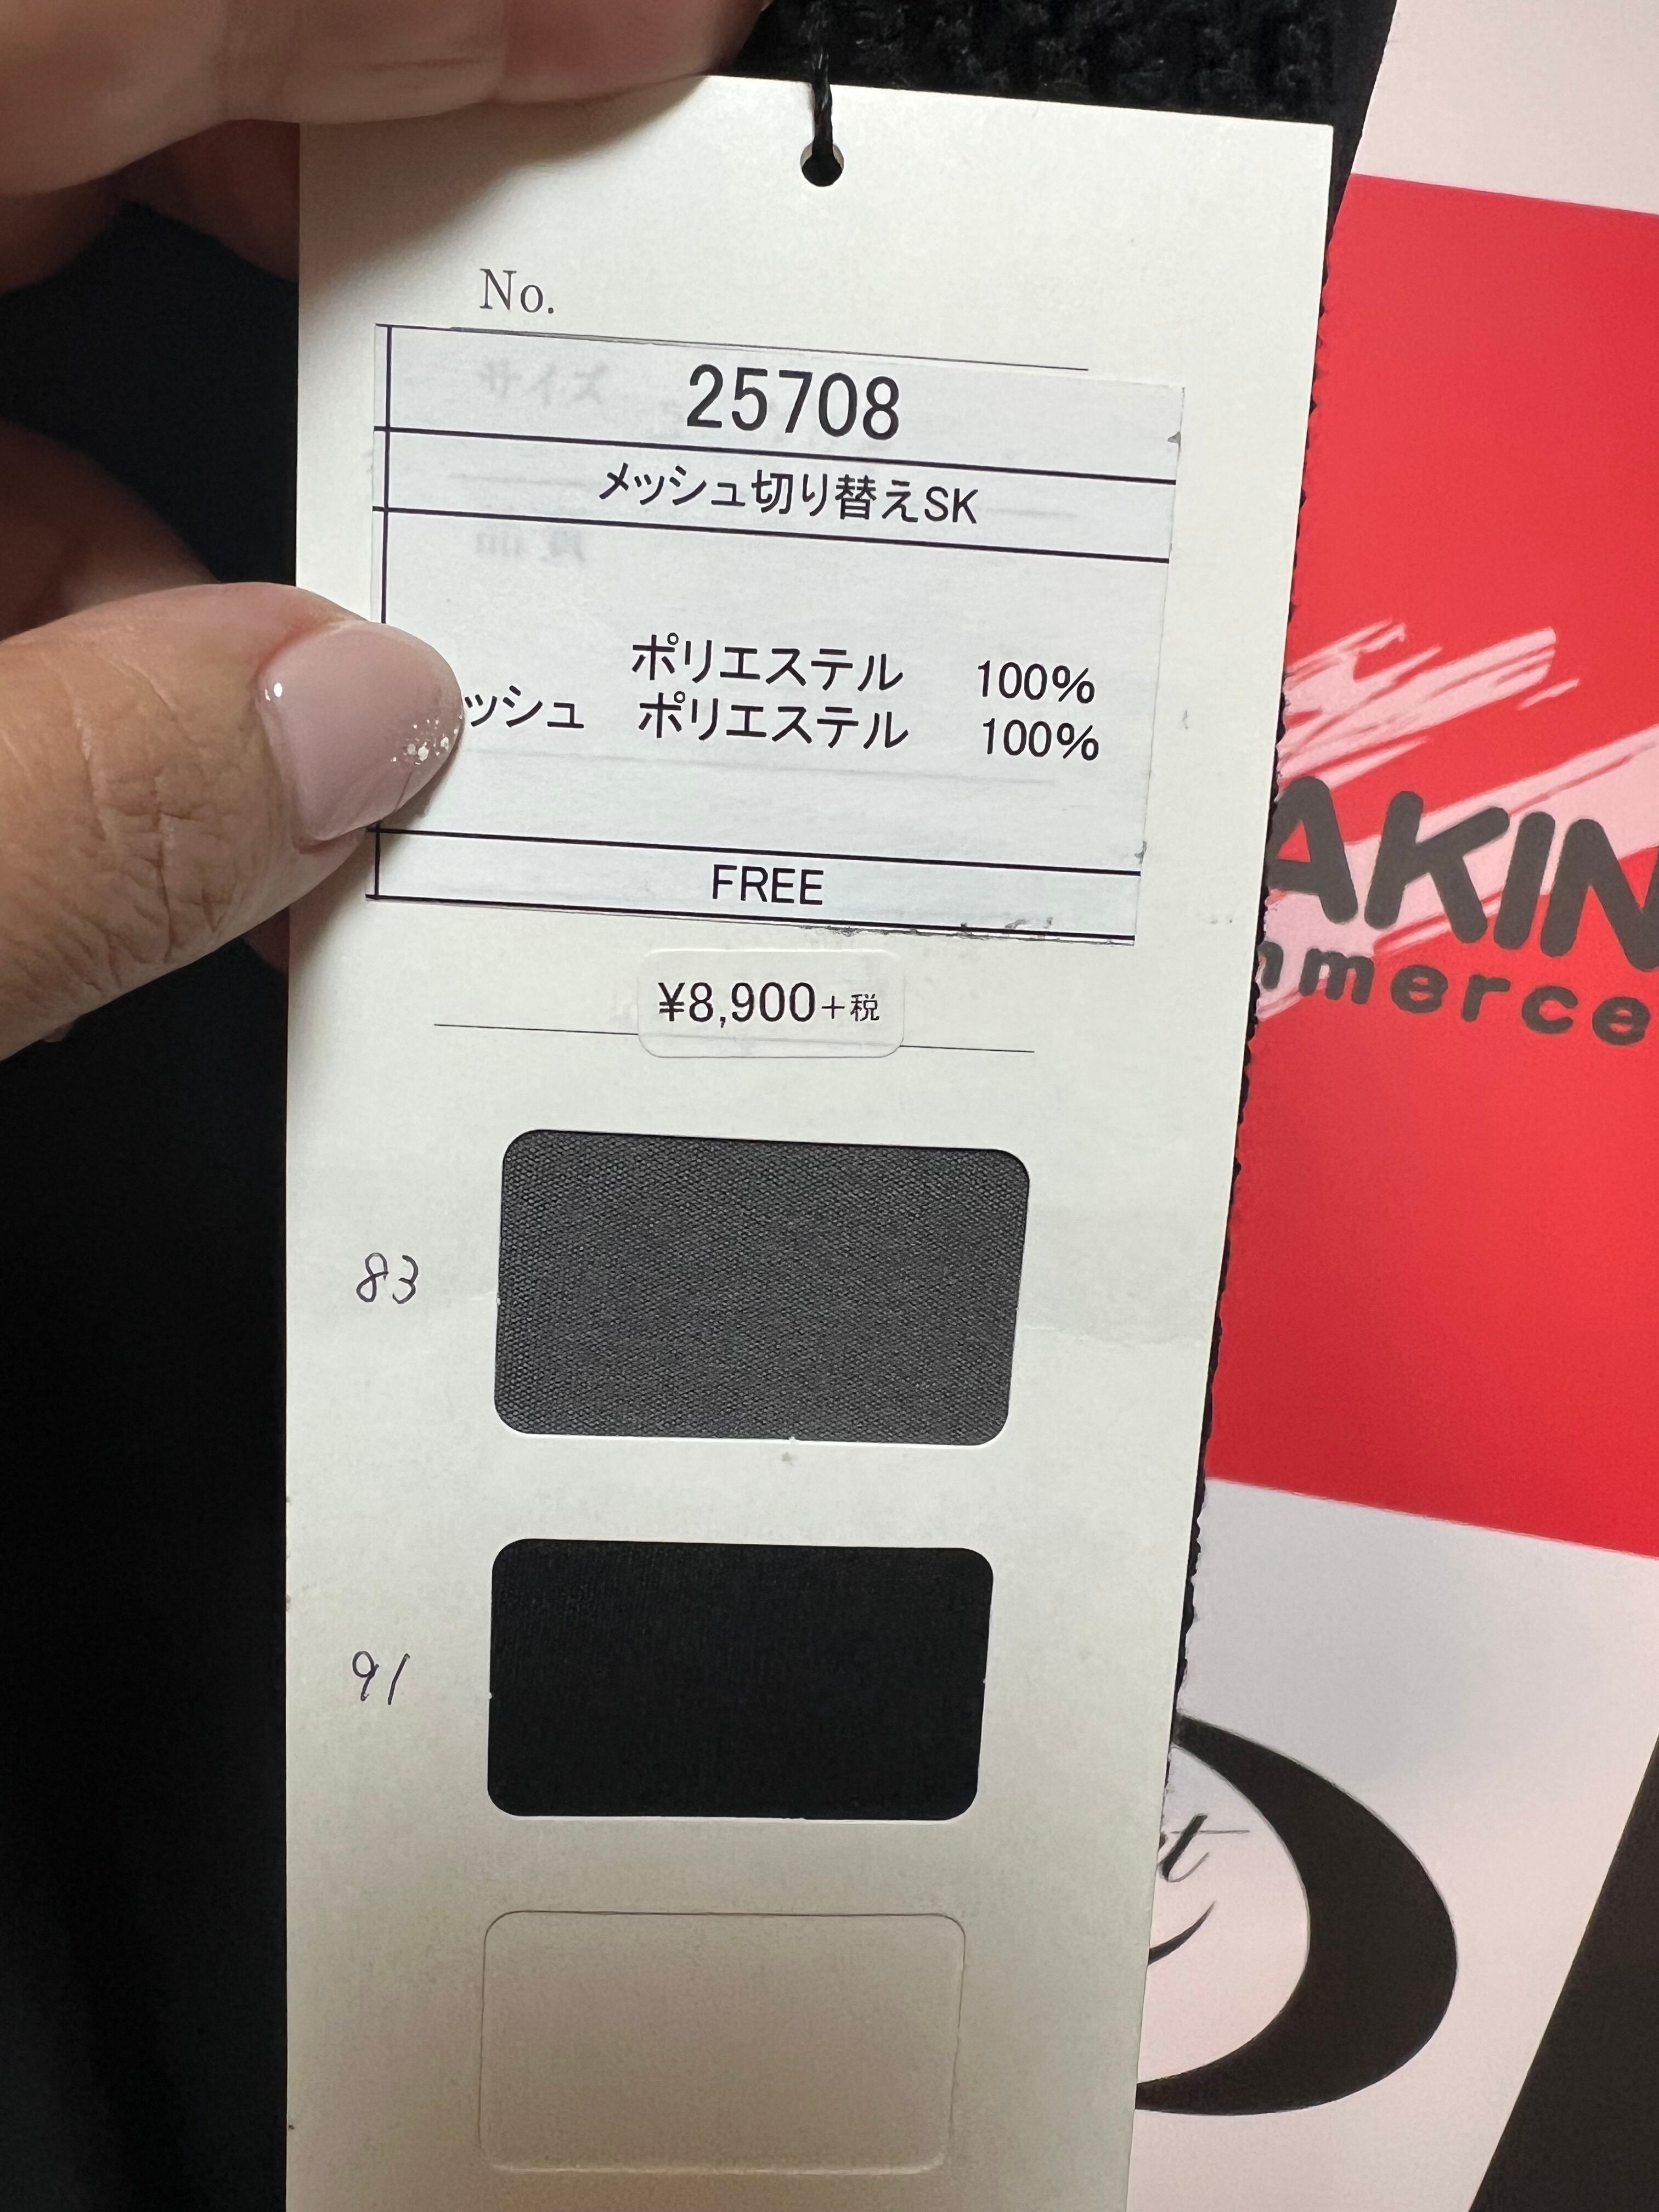 No.
25708
メッシュ切り替えSK
ポリエステル 100%
ッシュ ポリエステル 100%
FREE
¥8,900+税
83
91
AKIN
mmerce
t